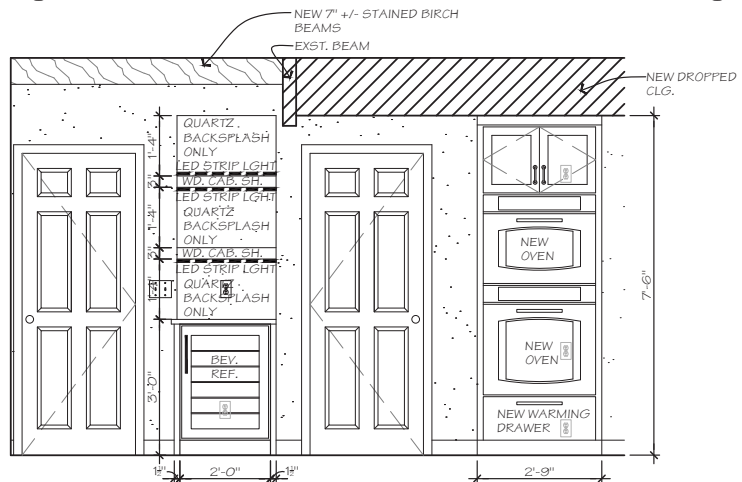 NEW 7" +/- STAINED BIRCH
BEAMS
EXST. BEAM
NEW DROPPED
CLG.
QUARTZ
BACKSPLASH
ONLY
LED STRIP LGHT
WD. CAB. SH.
LED STRIP LGHT
QUARTZ
BACKSPLASH
ONLY
WD. CAB. SH.
LED STRIP LGHT
QUARTZ
BACKSPLASH
ONLY
BEV.
REF.
1'-4"
3"
1'-4"
3"
1'-4"
3'-0"
NEW
OVEN
NEW
OVEN
NEW WARMING
DRAWER
7'-6"
1½"
2'-0"
1½"
2'-9"